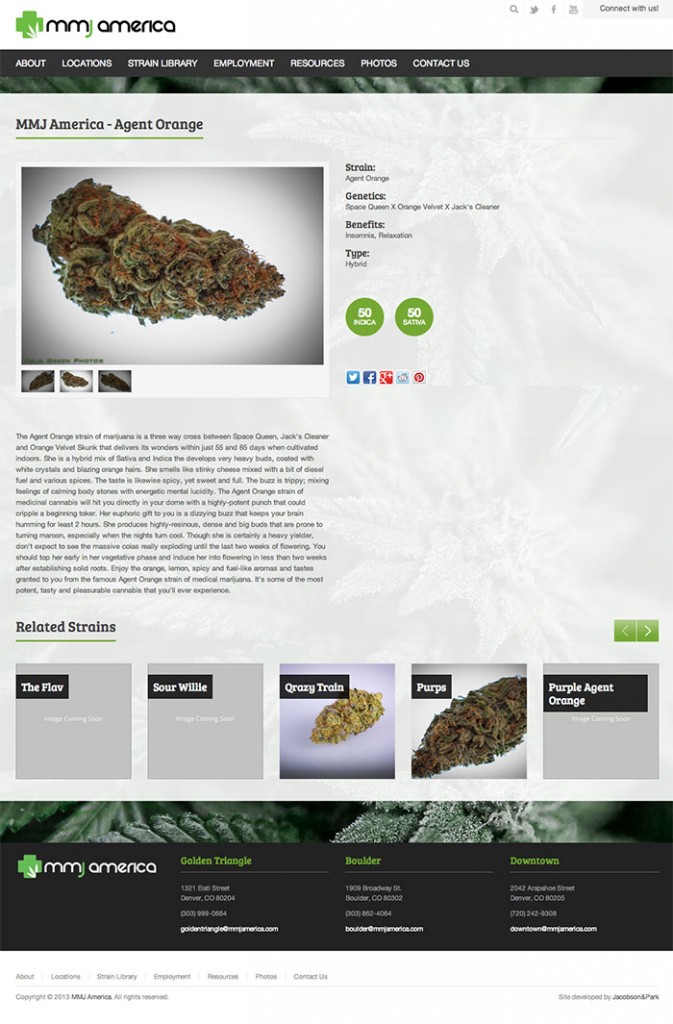 mmj america
Connect with us!
ABOUT LOCATIONS STRAIN LIBRARY EMPLOYMENT RESOURCES PHOTOS CONTACT US
MMJ America - Agent Orange
Strain:
Agent Orange
Genetics:
Space Queen X Orange Velvet X Jack's Cleaner
Benefits:
Insomnia, Relaxation
Type:
Hybrid
50
INDICA
50
SATIVA
Felix Green Photos
The Agent Orange strain of marijuana is a three way cross between Space Queen, Jack's Cleaner
and Orange Velvet Skunk that delivers its wonders within just 55 and 65 days when cultivated
indoors. She is a hybrid mix of Sativa and Indica the develops very heavy buds, coated with
white crystals and blazing orange hairs. She smells like stinky cheese mixed with a bit of diesel
fuel and various spices. The taste is likewise spicy, yet sweet and full. The buzz is trippy; mixing
feelings of calming body stones with energetic mental lucidity. The Agent Orange strain of
medicinal cannabis will hit you directly in your dome with a highly-potent punch that could
cripple a beginning toker. Her euphoric gift to you is a dizzying buzz that keeps your brain
humming for least 2 hours. She produces highly-resinous, dense and big buds that are prone to
turning maroon, especially when the nights turn cool. Though she is certainly a heavy yielder,
don't expect to see the massive colas really exploding until the last two weeks of flowering. You
should top her early in her vegetative phase and induce her into flowering in less than two weeks
after establishing solid roots. Enjoy the orange, lemon, spicy and fuel-like aromas and tastes
granted to you from the famous Agent Orange strain of medical marijuana. It's some of the most
potent, tasty and pleasurable cannabis that you'll ever experience.
Related Strains
The Flav
Image Coming Soon
Sour Willie
Image Coming Soon
Qrazy Train
Purps
Purple Agent
Orange
Image Coming Soon
mmj america
Golden Triangle
1321 Elati Street
Denver, CO 80204
(303) 999-0664
goldentriangle@mmjamerica.com
Boulder
1909 Broadway St.
Boulder, CO 80302
(303) 862-4064
boulder@mmjamerica.com
Downtown
2042 Arapahoe Street
Denver, CO 80205
(720) 242-9308
downtown@mmjamerica.com
About Locations Strain Library Employment Resources Photos Contact Us
Copyright © 2013 MMJ America. All rights reserved.
Site developed by Jacobson&Park